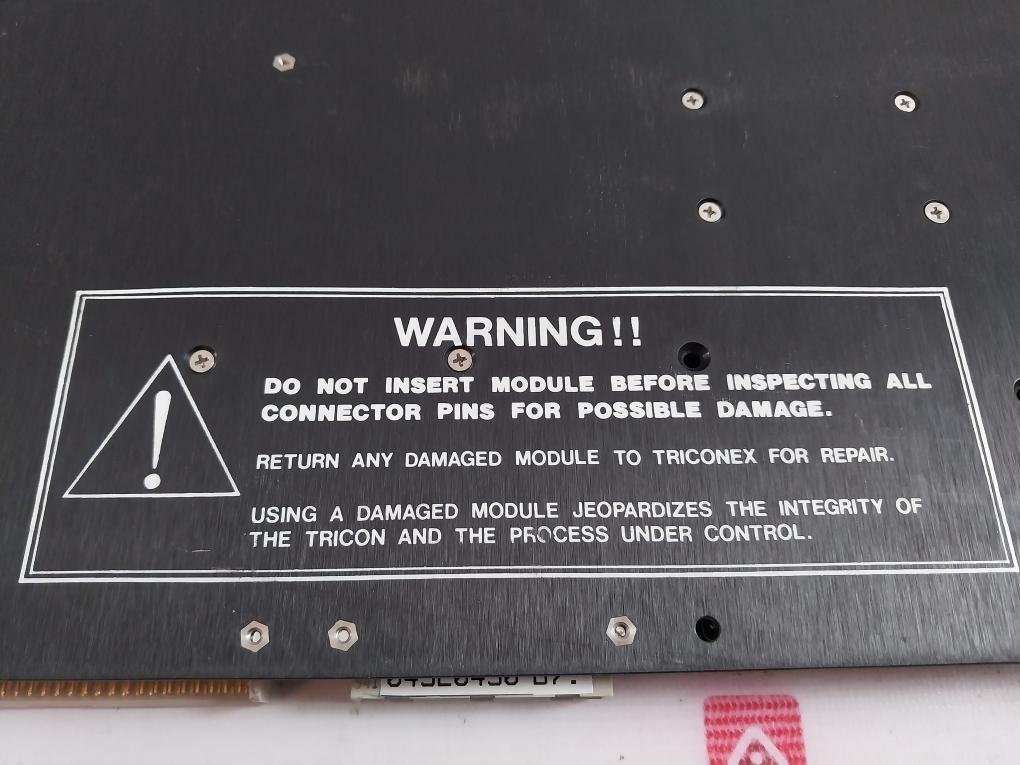 WARNING!!
DO NOT INSERT MODULE BEFORE INSPECTING ALL
CONNECTOR PINS FOR POSSIBLE DAMAGE.
RETURN ANY DAMAGED MODULE TO TRICONEX FOR REPAIR.
USING A DAMAGED MODULE JEOPARDIZES THE INTEGRITY OF
THE TRICON AND THE PROCESS UNDER CONTROL.